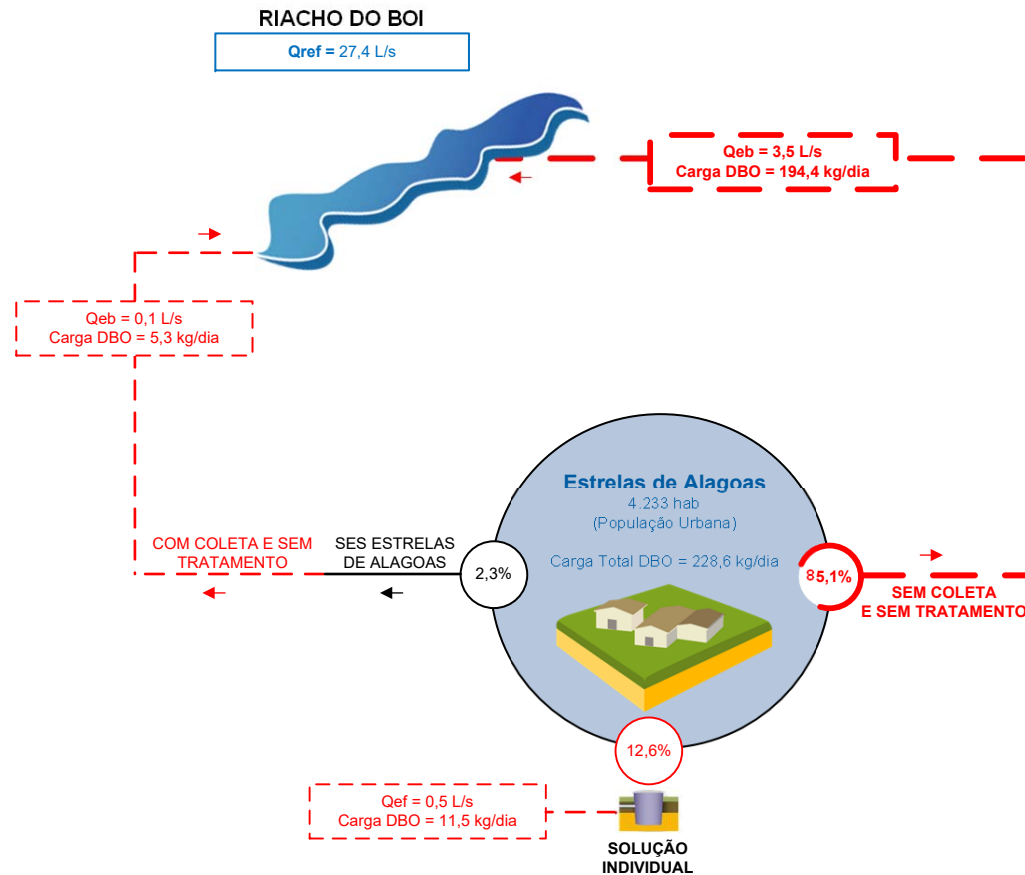 RIACHO DO BOI
Qref = 27,4 L/s
Qeb = 3,5 L/s
Carga DBO = 194,4 kg/dia
Qeb = 0,1 L/s
Carga DBO = 5,3 kg/dia
Estrelas de Alagoas
4.233 hab
(População Urbana)
Carga Total DBO = 228,6 kg/dia
COM COLETA E SEM
TRATAMENTO
SES ESTRELAS
DE ALAGOAS
2,3%
85,1%
SEM COLETA
E SEM TRATAMENTO
12,6%
Qef = 0,5 L/s
Carga DBO = 11,5 kg/dia
SOLUÇÃO
INDIVIDUAL